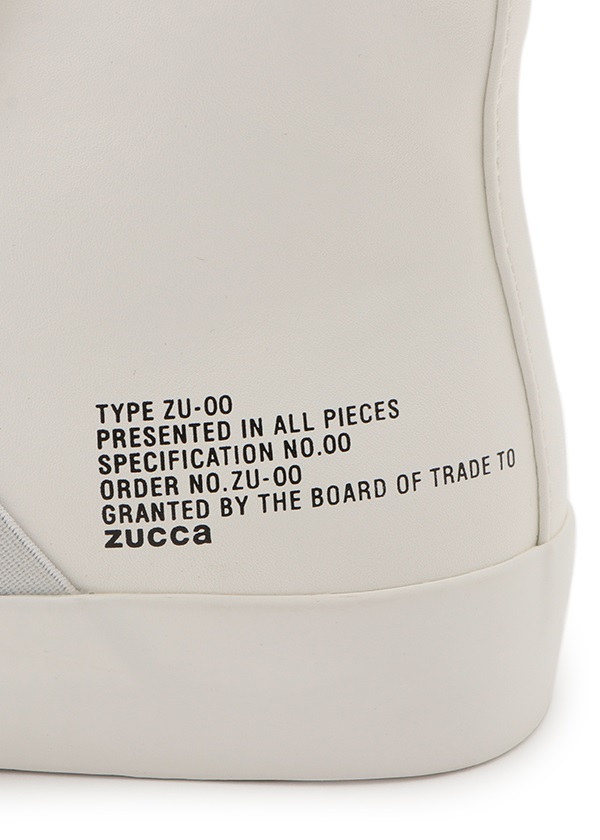 TYPE ZU-00
PRESENTED IN ALL PIECES
SPECIFICATION NO.00
ORDER NO.ZU-00
GRANTED BY THE BOARD OF TRADE TO
zucca